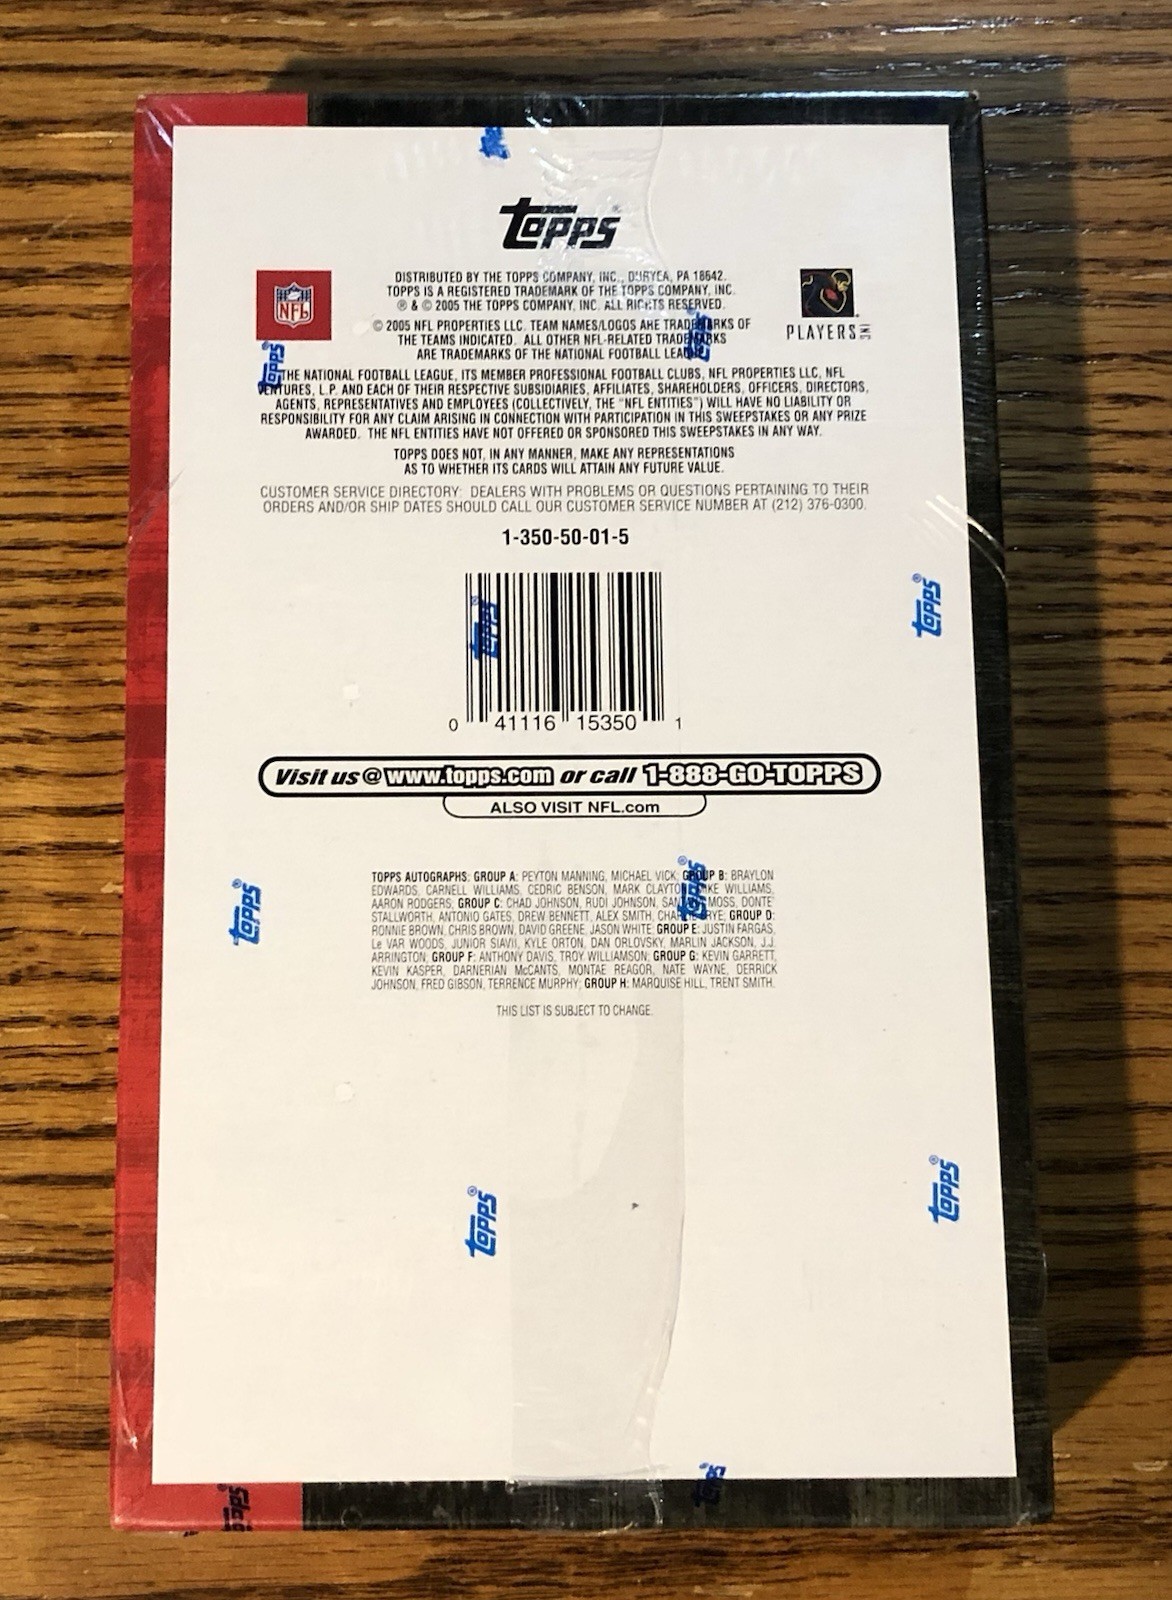 Topps
topps
NFL
PLAYERS INC
DISTRIBUTED BY THE TOPPS COMPANY, INC., DURYEA, PA 18642.
TOPPS IS A REGISTERED TRADEMARK OF THE TOPPS COMPANY, INC.
® & © 2005 THE TOPPS COMPANY, INC. ALL RIGHTS RESERVED.
© 2005 NFL PROPERTIES LLC. TEAM NAMES/LOGOS ARE TRADEMARKS OF
THE TEAMS INDICATED. ALL OTHER NFL-RELATED TRADEMARKS
ARE TRADEMARKS OF THE NATIONAL FOOTBALL LEAGUE.
topps
topps
THE NATIONAL FOOTBALL LEAGUE, ITS MEMBER PROFESSIONAL FOOTBALL CLUBS, NFL PROPERTIES LLC, NFL
VENTURES, L.P. AND EACH OF THEIR RESPECTIVE SUBSIDIARIES, AFFILIATES, SHAREHOLDERS, OFFICERS, DIRECTORS,
AGENTS, REPRESENTATIVES AND EMPLOYEES (COLLECTIVELY, THE "NFL ENTITIES") WILL HAVE NO LIABILITY OR
RESPONSIBILITY FOR ANY CLAIM ARISING IN CONNECTION WITH PARTICIPATION IN THIS SWEEPSTAKES OR ANY PRIZE
AWARDED. THE NFL ENTITIES HAVE NOT OFFERED OR SPONSORED THIS SWEEPSTAKES IN ANY WAY.
TOPPS DOES NOT, IN ANY MANNER, MAKE ANY REPRESENTATIONS
AS TO WHETHER ITS CARDS WILL ATTAIN ANY FUTURE VALUE.
CUSTOMER SERVICE DIRECTORY: DEALERS WITH PROBLEMS OR QUESTIONS PERTAINING TO THEIR
ORDERS AND/OR SHIP DATES SHOULD CALL OUR CUSTOMER SERVICE NUMBER AT (212) 376-0300.
1-350-50-01-5
topps
topps
0 41116 15350 1
Visit us@ www.topps.com or call 1-888-GO-TOPPS
ALSO VISIT NFL.com
TOPPS AUTOGRAPHS: GROUP A: PEYTON MANNING, MICHAEL VICK; GROUP B: BRAYLON
EDWARDS, CARNELL WILLIAMS, CEDRIC BENSON, MARK CLAYTON, MIKE WILLIAMS,
AARON RODGERS; GROUP C: CHAD JOHNSON, RUDI JOHNSON, SANTANA MOSS, DONTE'
STALLWORTH, ANTONIO GATES, DREW BENNETT, ALEX SMITH, CHARLIE FRYE; GROUP D:
RONNIE BROWN, CHRIS BROWN, DAVID GREENE, JASON WHITE; GROUP E: JUSTIN FARGAS,
Le VAR WOODS, JUNIOR SIAVII, KYLE ORTON, DAN ORLOVSKY, MARLIN JACKSON, J.J.
ARRINGTON; GROUP F: ANTHONY DAVIS, TROY WILLIAMSON; GROUP G: KEVIN GARRETT,
KEVIN KASPER, DARNERIAN McCANTS, MONTAE REAGOR, NATE WAYNE, DERRICK
JOHNSON, FRED GIBSON, TERRENCE MURPHY; GROUP H: MARQUISE HILL, TRENT SMITH.
THIS LIST IS SUBJECT TO CHANGE.
topps
topps
topps
topps
topps
topps